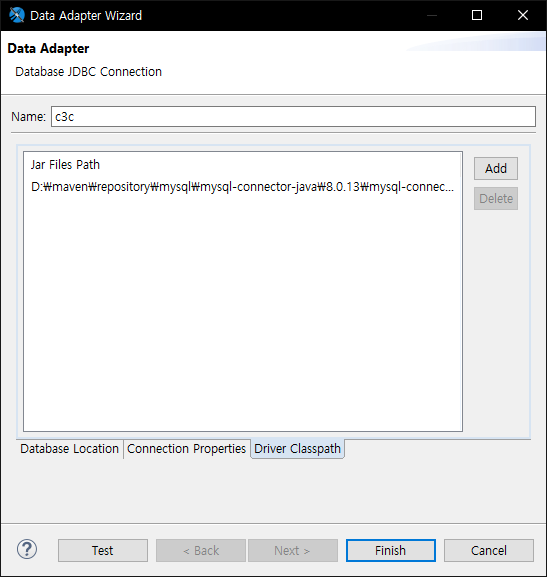 Data Adapter Wizard
Data Adapter
Database JDBC Connection
Name: c3c
Jar Files Path
D:₩maven₩repository₩mysql₩mysql-connector-java₩8.0.13₩mysql-connec...
Add
Delete
Database Location Connection Properties Driver Classpath
? Test < Back Next > Finish Cancel